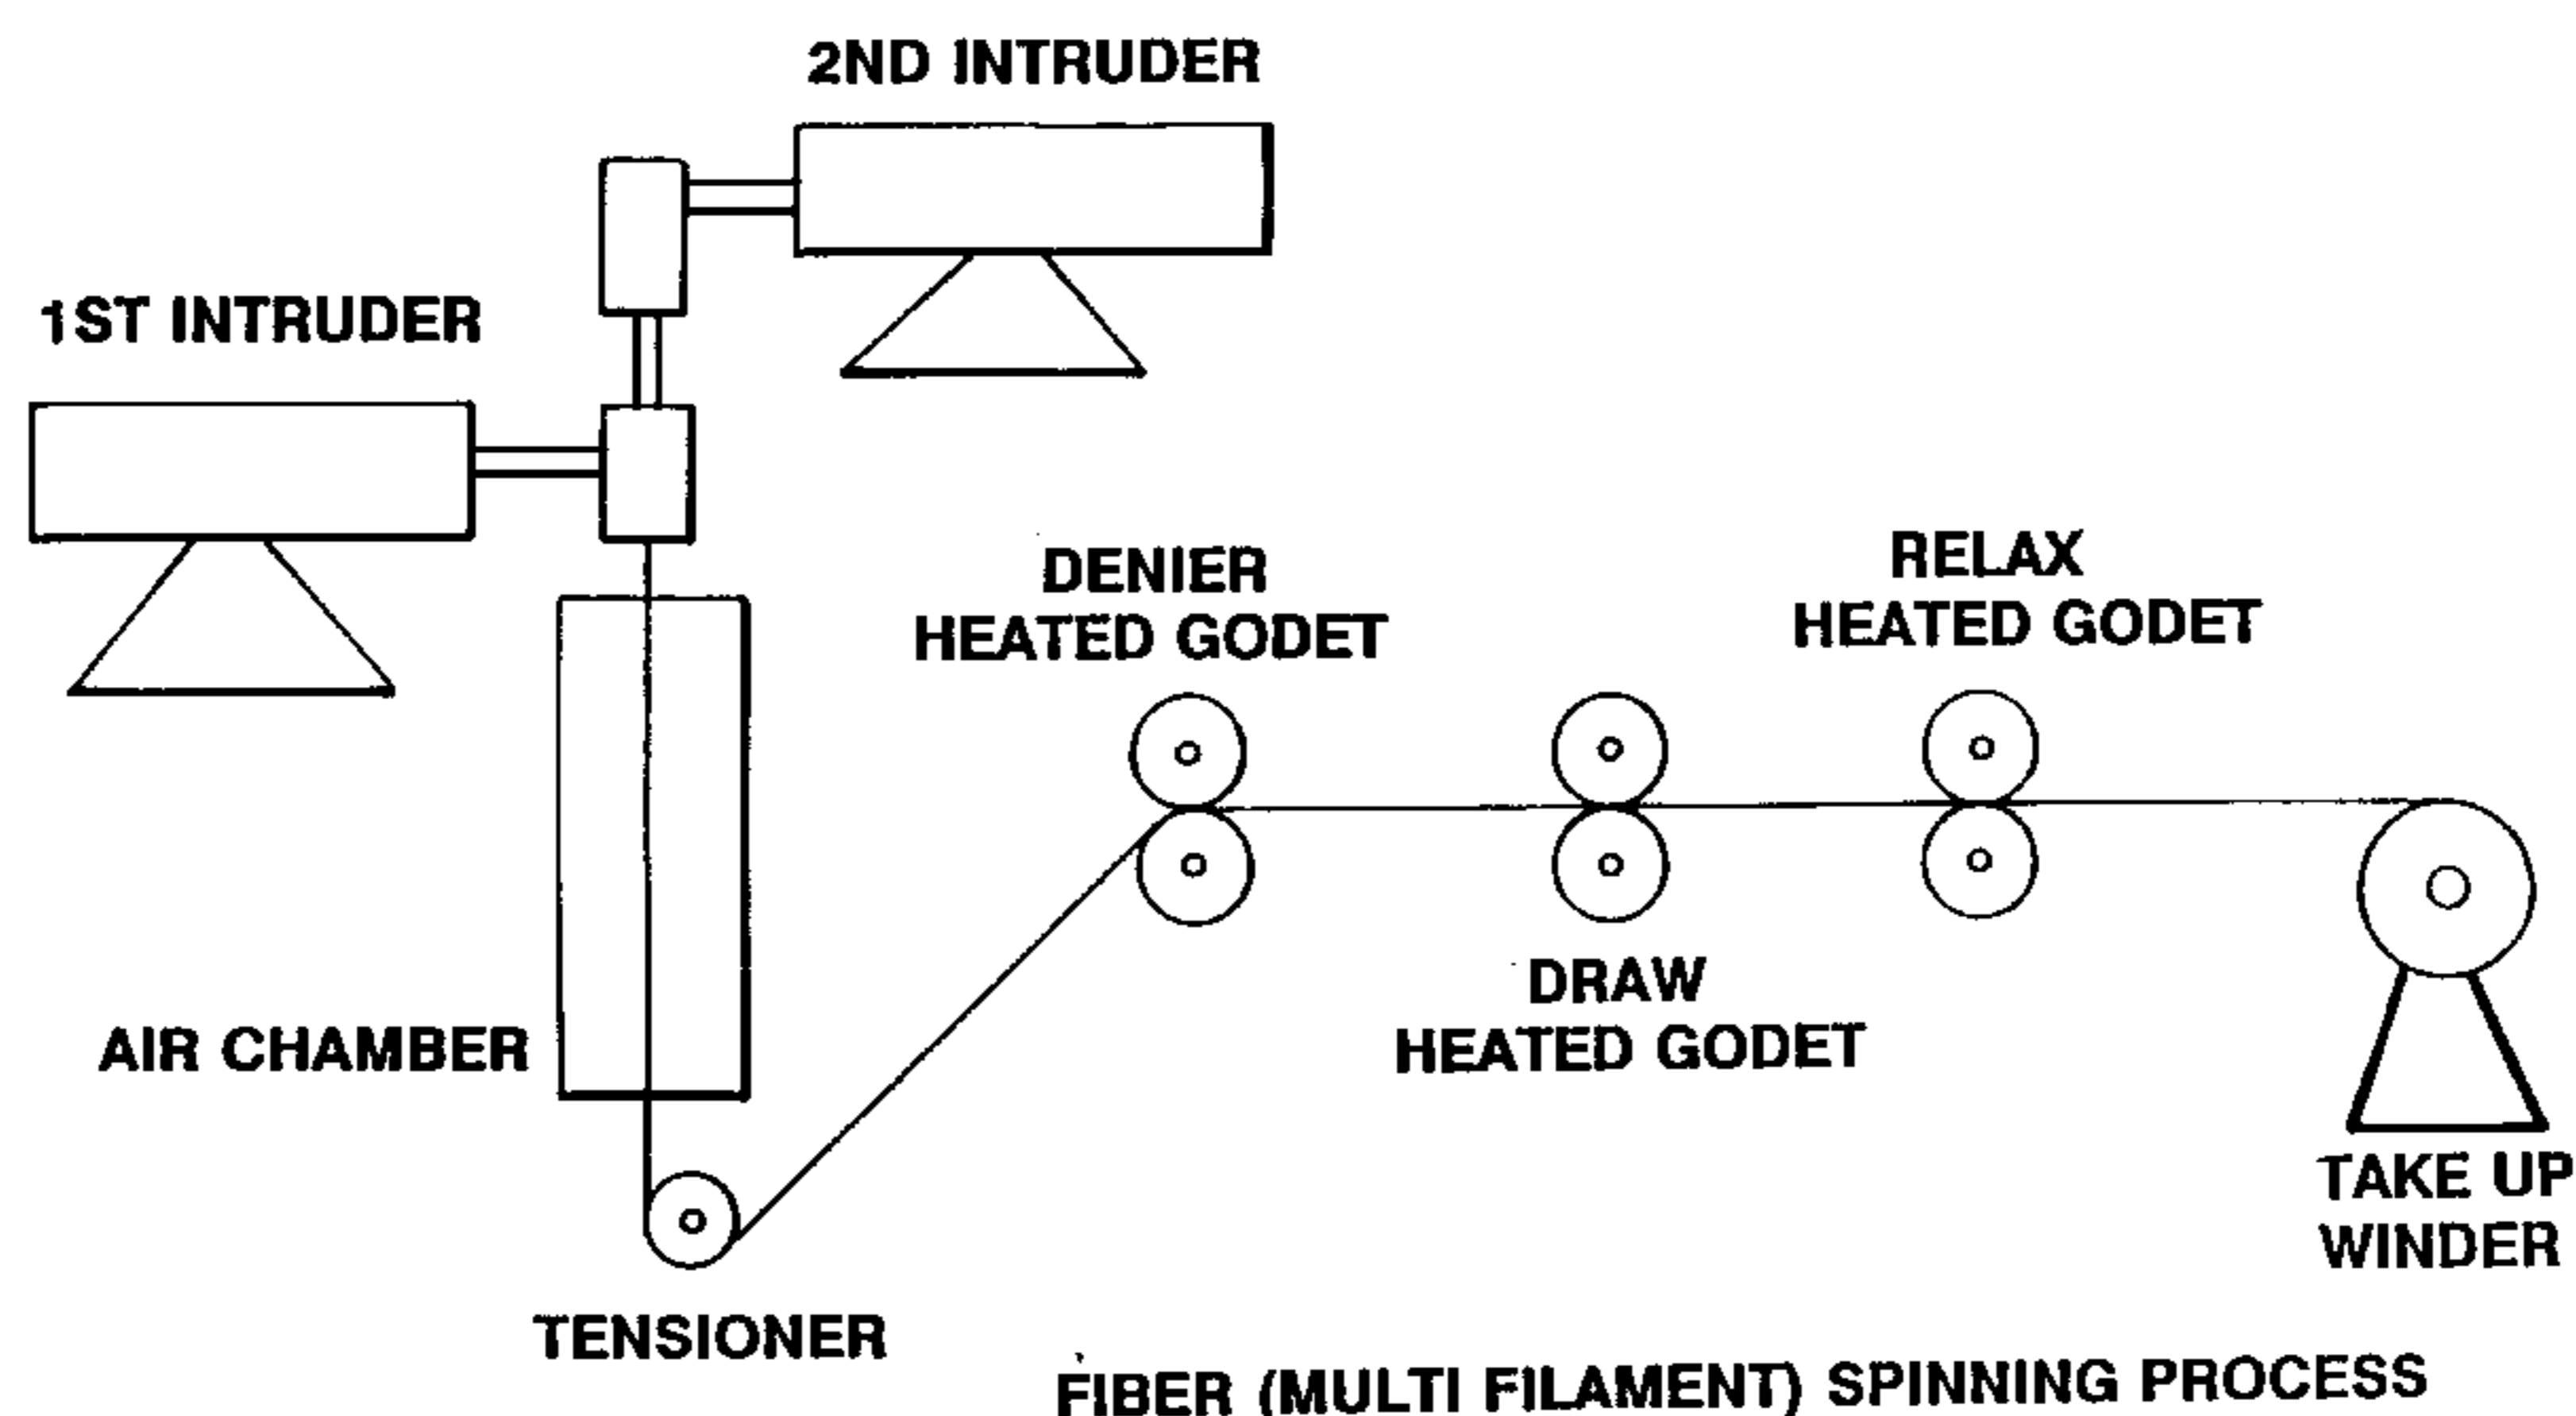 2ND INTRUDER
1ST INTRUDER
DENIER
HEATED GODET
RELAX
HEATED GODET
AIR CHAMBER
DRAW
HEATED GODET
TAKE UP
WINDER
TENSIONER
FIBER (MULTI FILAMENT) SPINNING PROCESS